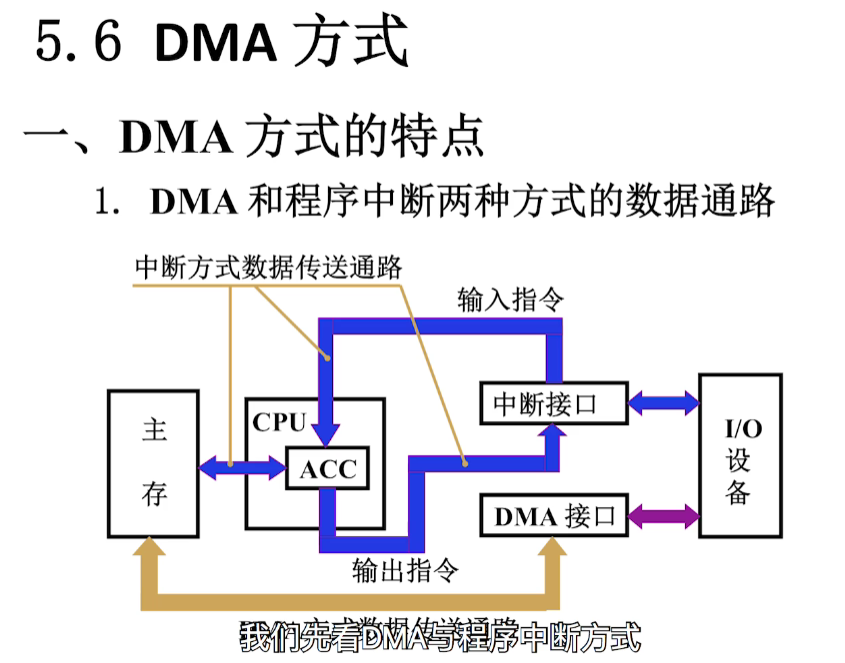 5.6 DMA 方式
一、DMA 方式的特点
1. DMA 和程序中断两种方式的数据通路
中断方式数据传送通路
输入指令
主存
CPU
ACC
中断接口
I/O
设备
DMA 接口
输出指令
我们先看DMA与程序中断方式